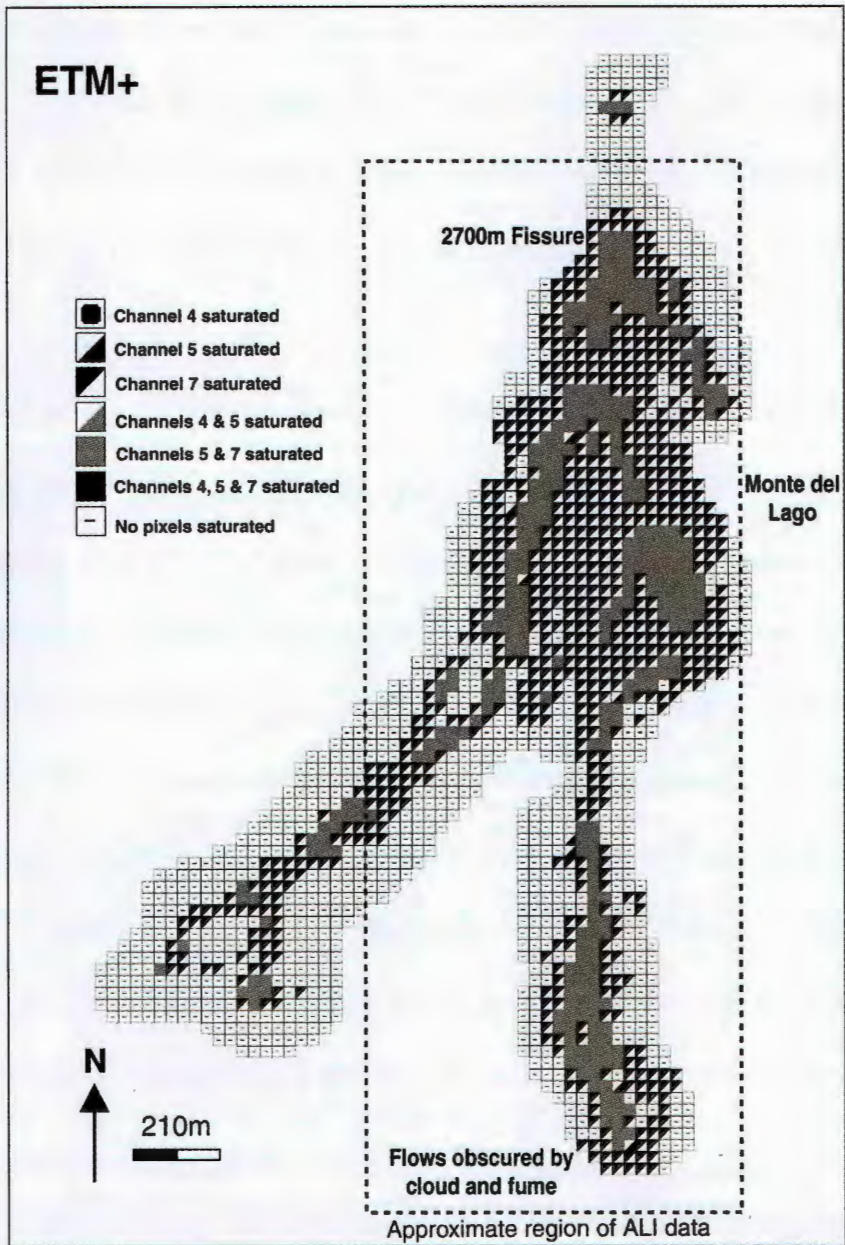 ETM+
2700m Fissure
Channel 4 saturated
Channel 5 saturated
Channel 7 saturated
Channels 4 & 5 saturated
Channels 5 & 7 saturated
Channels 4, 5 & 7 saturated
No pixels saturated
Monte del
Lago
N
210m
Flows obscured by
cloud and fume
Approximate region of ALI data